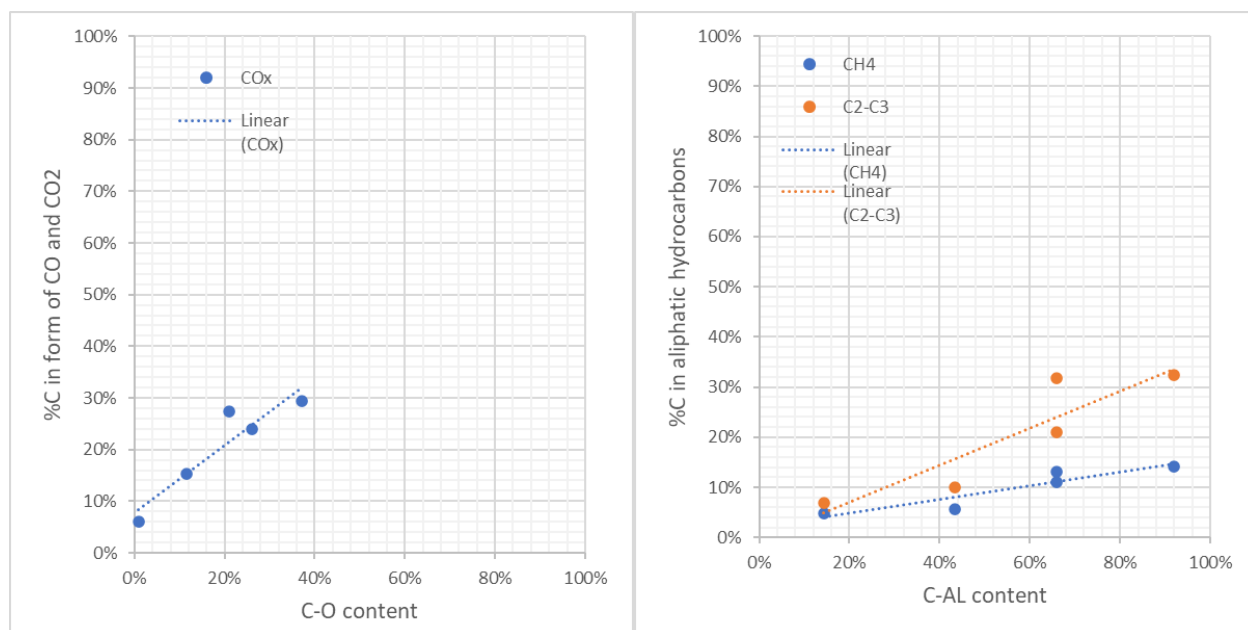 100%
90%
80%
70%
60%
50%
40%
30%
20%
10%
0%
%C in form of CO and CO2
COx
Linear
(COx)
0%
20%
40%
60%
80%
100%
C-O content
100%
90%
80%
70%
60%
50%
40%
30%
20%
10%
0%
%C in aliphatic hydrocarbons
CH4
C2-C3
Linear
(CH4)
Linear
(C2-C3)
0%
20%
40%
60%
80%
100%
C-AL content